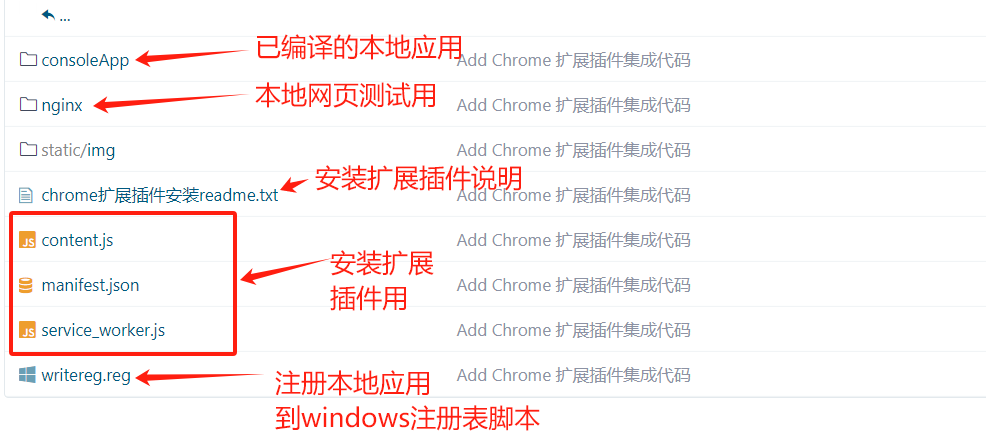 ...
consoleApp 已编译的本地应用 Add Chrome 扩展插件集成代码
nginx 本地网页测试用 Add Chrome 扩展插件集成代码
static/img Add Chrome 扩展插件集成代码
chrome扩展插件安装readme.txt 安装扩展插件说明 Add Chrome 扩展插件集成代码
content.js Add Chrome 扩展插件集成代码
安装扩展
插件用
manifest.json Add Chrome 扩展插件集成代码
service_worker.js Add Chrome 扩展插件集成代码
writereg.reg Add Chrome 扩展插件集成代码
注册本地应用
到windows注册表脚本